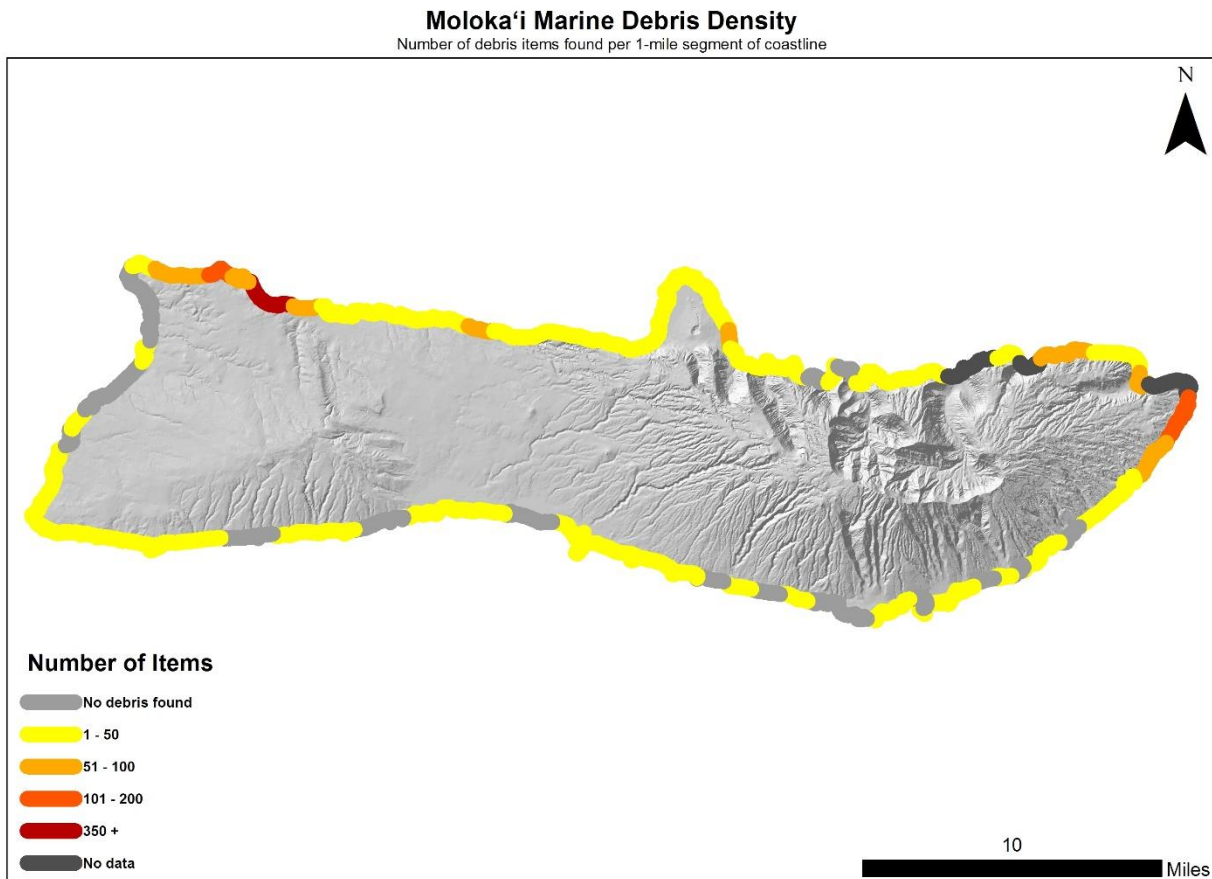 Moloka‘i Marine Debris Density
Number of debris items found per 1-mile segment of coastline
N
Number of Items
No debris found
1 - 50
51 - 100
101 - 200
350 +
No data
10
Miles